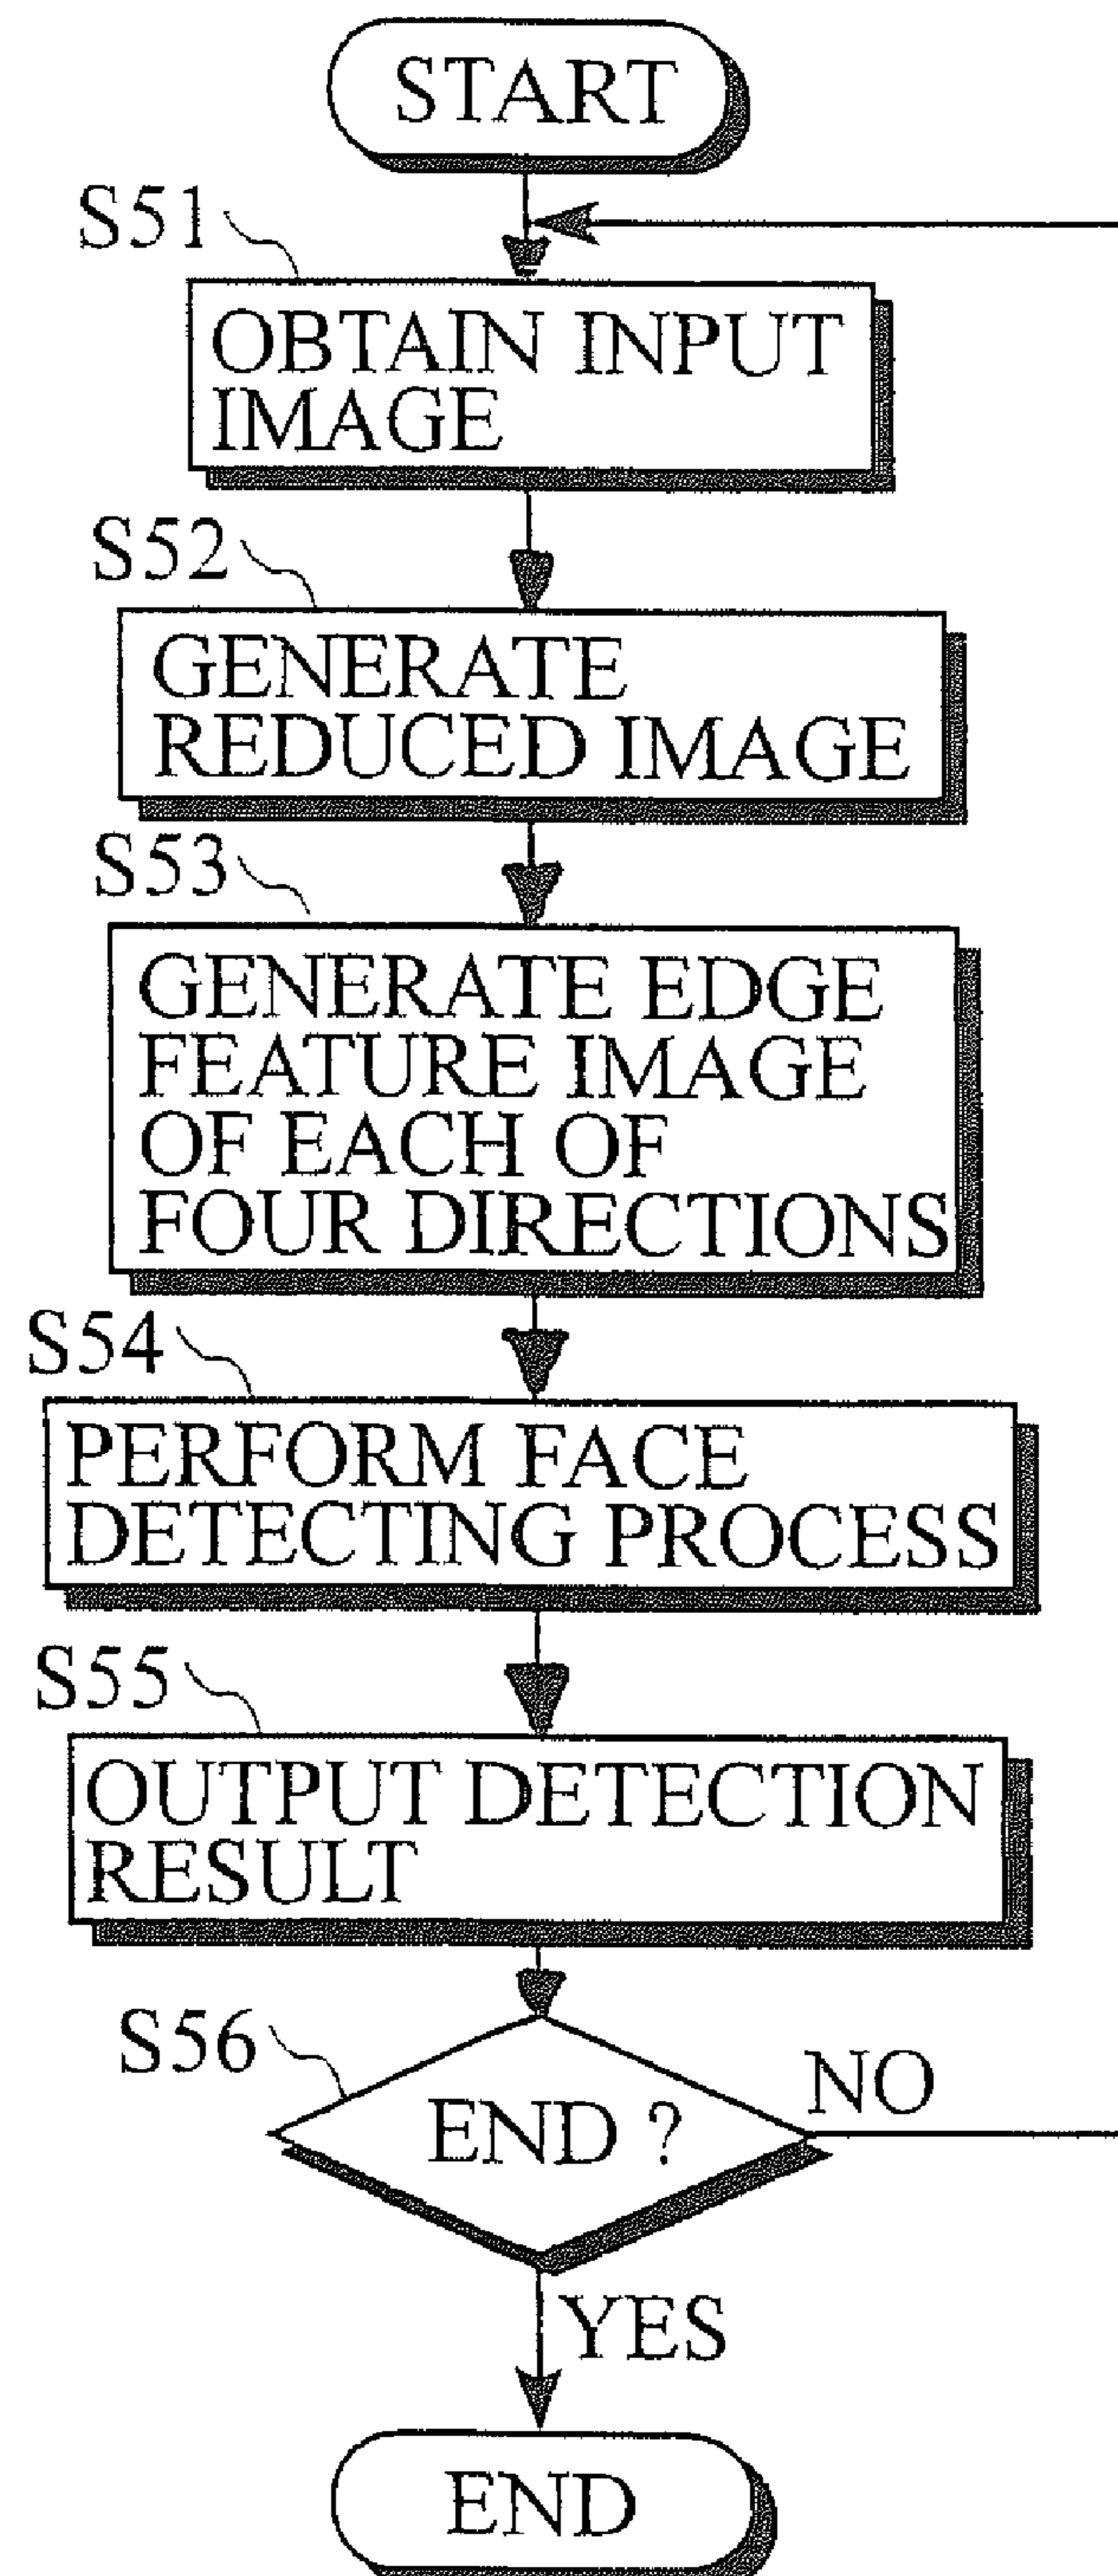 START
S51
OBTAIN INPUT
IMAGE
S52
GENERATE
REDUCED IMAGE
S53
GENERATE EDGE
FEATURE IMAGE
OF EACH OF
FOUR DIRECTIONS
S54
PERFORM FACE
DETECTING PROCESS
S55
OUTPUT DETECTION
RESULT
S56
END ?
NO
YES
END